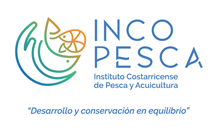 INCO
PESCA
Instituto Costarricense
de Pesca y Acuicultura
“Desarrollo y conservación en equilibrio”